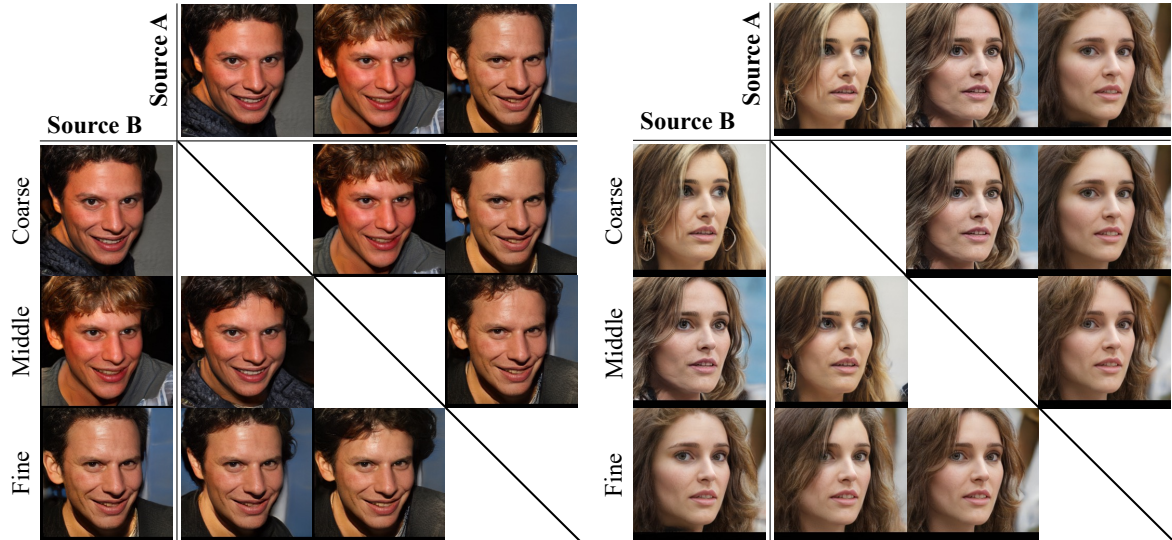 Source A
Source B
Coarse
Middle
Fine
Source A
Source B
Coarse
Middle
Fine